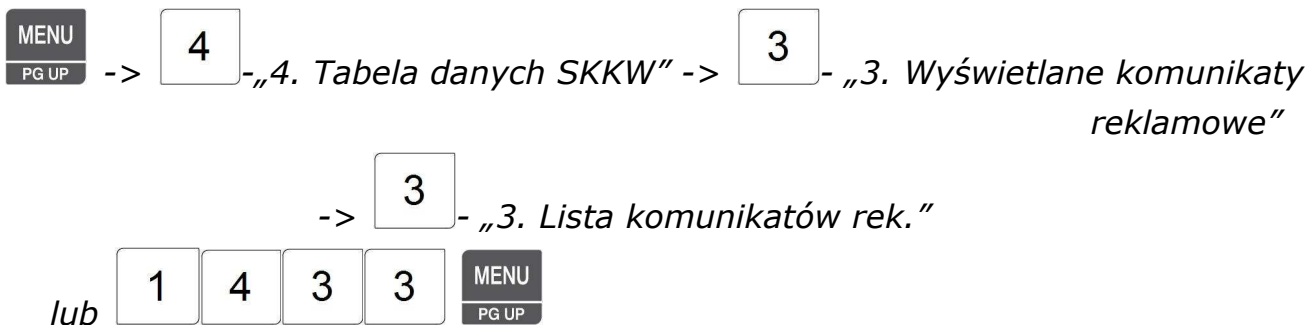 MENU
PG UP -> 4 -„4. Tabela danych SKKW” -> 3 - „3. Wyświetlane komunikaty
reklamowe”
-> 3 - „3. Lista komunikatów rek.”
lub 1 4 3 3 MENU
PG UP